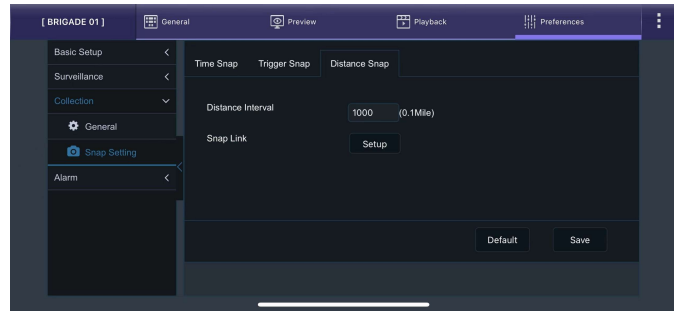 [ BRIGADE 01 ] General Preview Playback Preferences
Basic Setup
Surveillance
Collection
General
Snap Setting
Alarm
Time Snap Trigger Snap Distance Snap
Distance Interval 1000 (0.1Mile)
Snap Link Setup
Default Save